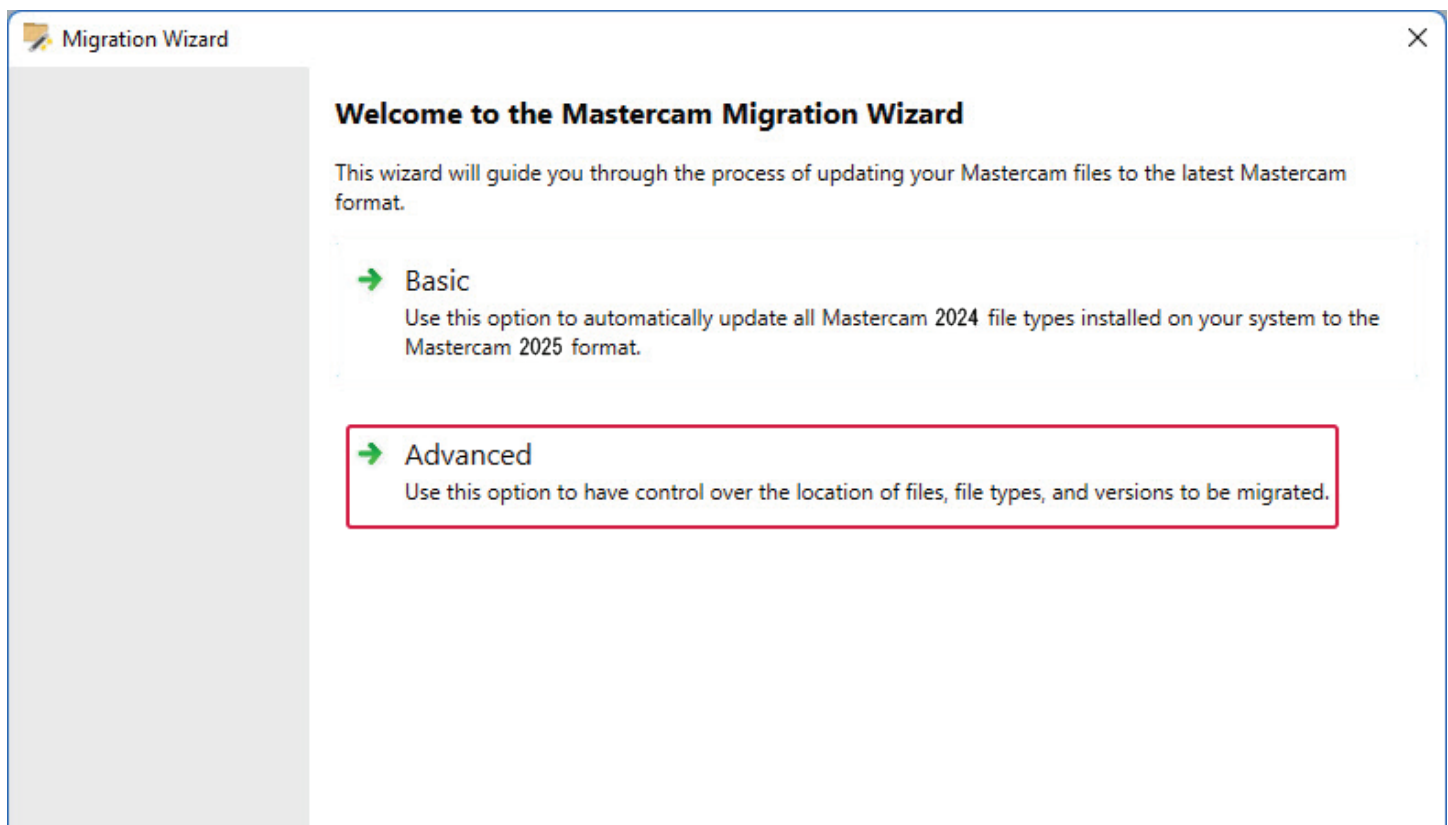 Migration Wizard
Welcome to the Mastercam Migration Wizard
This wizard will guide you through the process of updating your Mastercam files to the latest Mastercam
format.
Basic
Use this option to automatically update all Mastercam 2024 file types installed on your system to the
Mastercam 2025 format.
Advanced
Use this option to have control over the location of files, file types, and versions to be migrated.